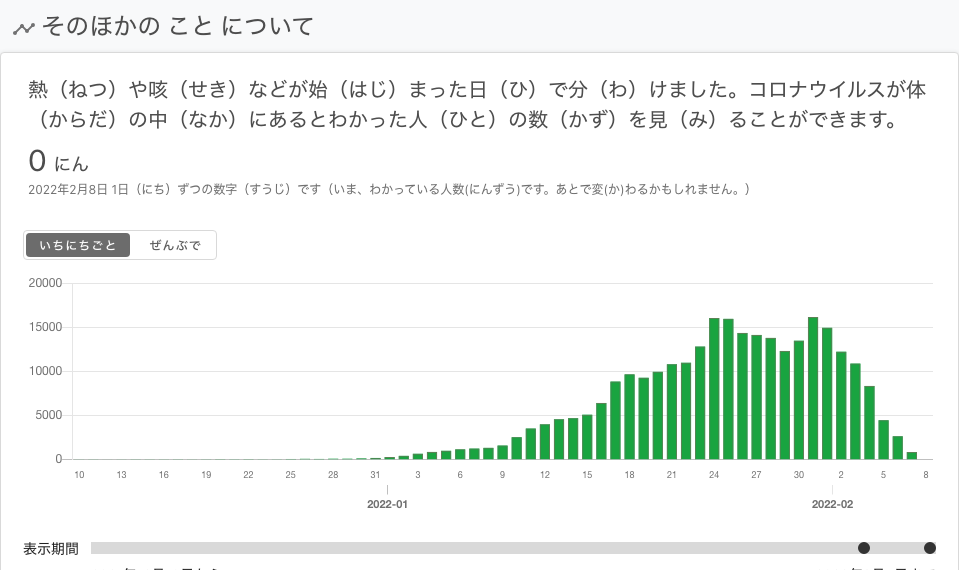 そのほかの こと について
熱（ねつ）や咳（せき）などが始（はじ）まった日（ひ）で分（わ）けました。コロナウイルスが体
（からだ）の中（なか）にあるとわかった人（ひと）の数（かず）を見（み）ることができます。
0 にん
2022年2月8日 1日（にち）ずつの数字（すうじ）です（いま、わかっている人数(にんずう)です。あとで変(か)わるかもしれません。）
いちにちごと ぜんぶで
20000
15000
10000
5000
0
10 13 16 19 22 25 28 31 3 6 9 12 15 18 21 24 27 30 2 5 8
2022-01 2022-02
表示期間